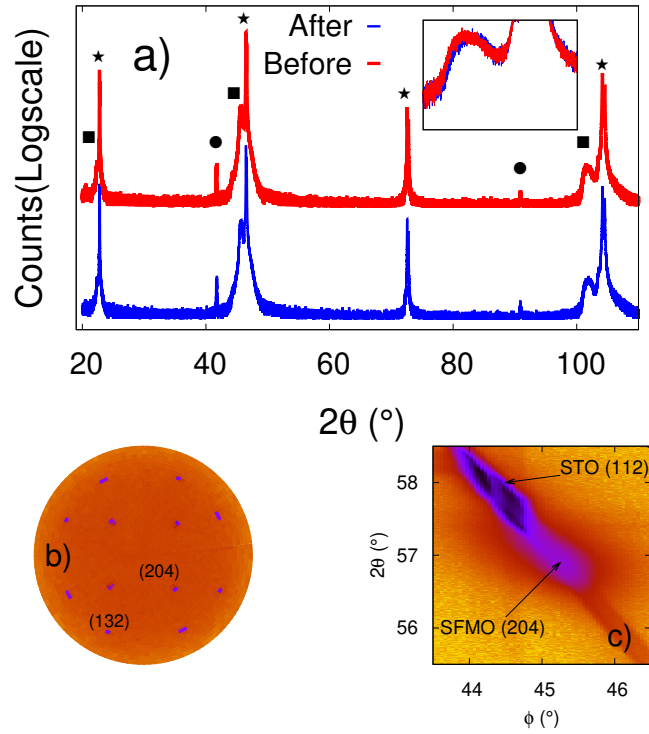 a)
After
Before
Counts(Logscale)
20 40 60 80 100
2θ (°)
b)
(204)
(132)
STO (112)
SFMO (204)
c)
2θ (°)
58
57
56
44 45 46
ϕ (°)